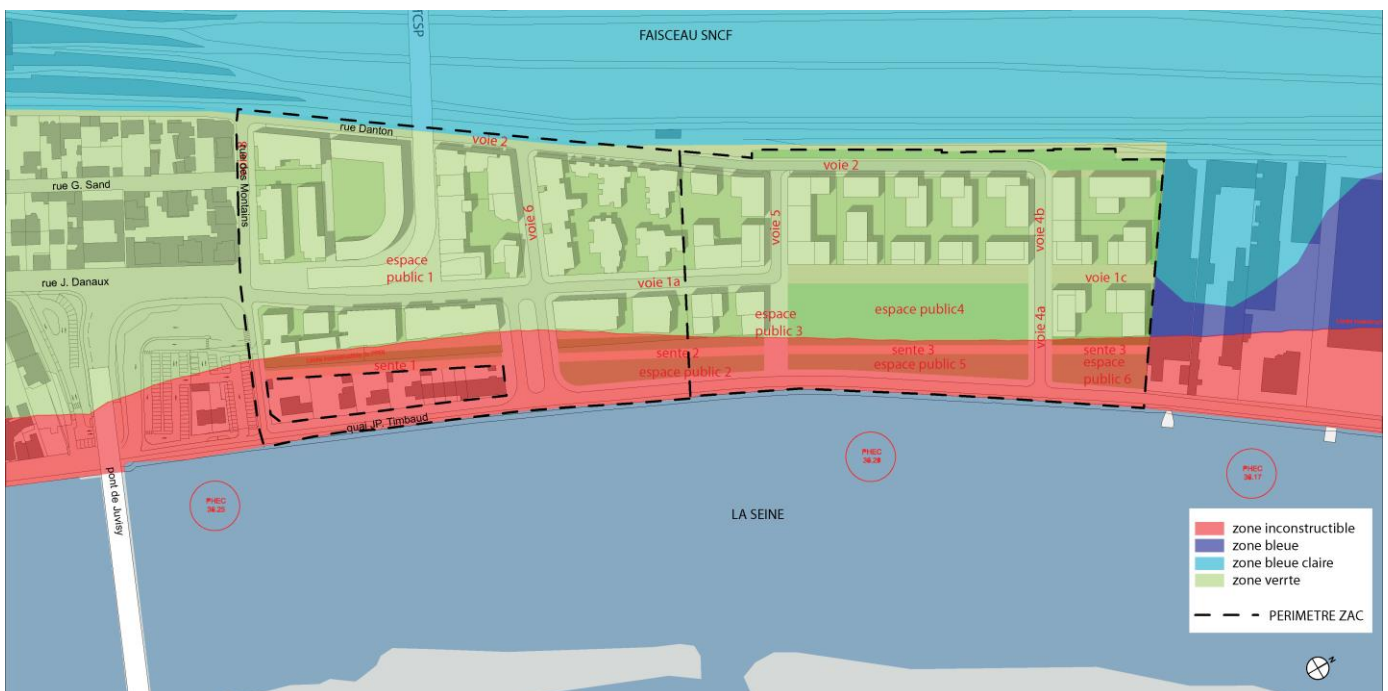 FAISCEAU SNCF
TCSP
rue Danton
voie 2
voie 2
rue des Montains
rue G. Sand
voie 6
voie 5
voie 4b
espace
public 1
rue J. Danaux
voie 1a
voie 1c
espace
public 3
espace public4
voie 4a
sente 1
sente 2
sente 3
sente 3
espace public 2
espace public 5
espace
public 6
quai JP. Timbaud
pont de Juvisy
PHEC
PHEC
PHEC
36.17
LA SEINE
zone inconstructible
zone bleue
zone bleue claire
zone verrte
PERIMETRE ZAC
N